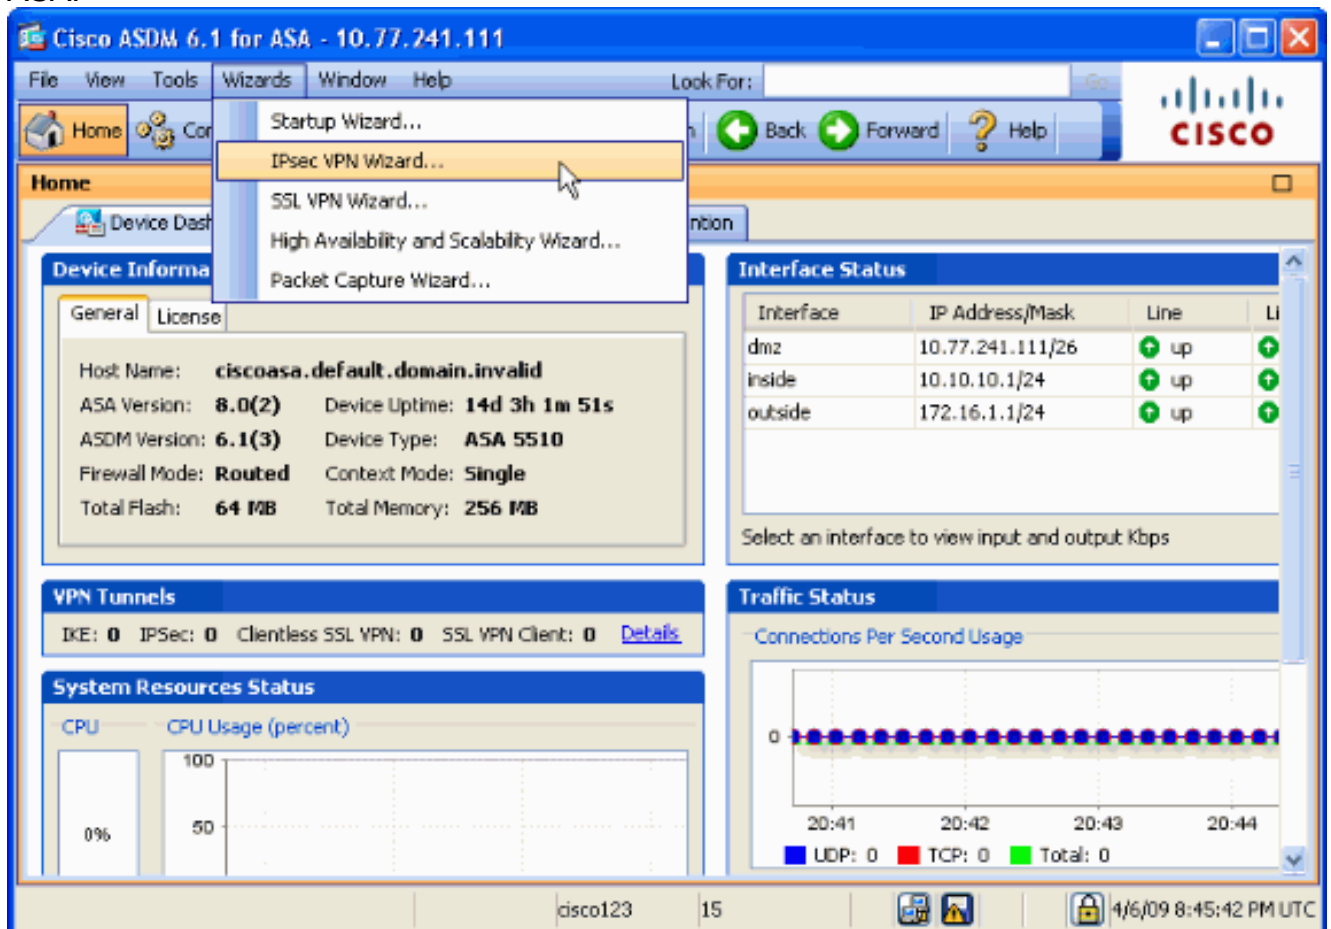 Cisco ASDM 6.1 for ASA - 10.77.241.111
File View Tools Wizards Window Help Look For: Go
Home Back Forward Help
CISCO
Startup Wizard...
IPsec VPN Wizard...
SSL VPN Wizard...
High Availability and Scalability Wizard...
Packet Capture Wizard...
Home
Device Information
General License
Host Name: ciscoasa.default.domain.invalid
ASA Version: 8.0(2) Device Uptime: 14d 3h 1m 51s
ASDM Version: 6.1(3) Device Type: ASA 5510
Firewall Mode: Routed Context Mode: Single
Total Flash: 64 MB Total Memory: 256 MB
Interface Status
Interface IP Address/Mask Line Li
dmz 10.77.241.111/26 up
inside 10.10.10.1/24 up
outside 172.16.1.1/24 up
Select an interface to view input and output Kbps
VPN Tunnels
IKE: 0 IPSec: 0 Clientless SSL VPN: 0 SSL VPN Client: 0 Details
System Resources Status
CPU CPU Usage (percent)
100
50
0%
Traffic Status
Connections Per Second Usage
0
20:41 20:42 20:43 20:44
UDP: 0 TCP: 0 Total: 0
cisco123 15 4/6/09 8:45:42 PM UTC